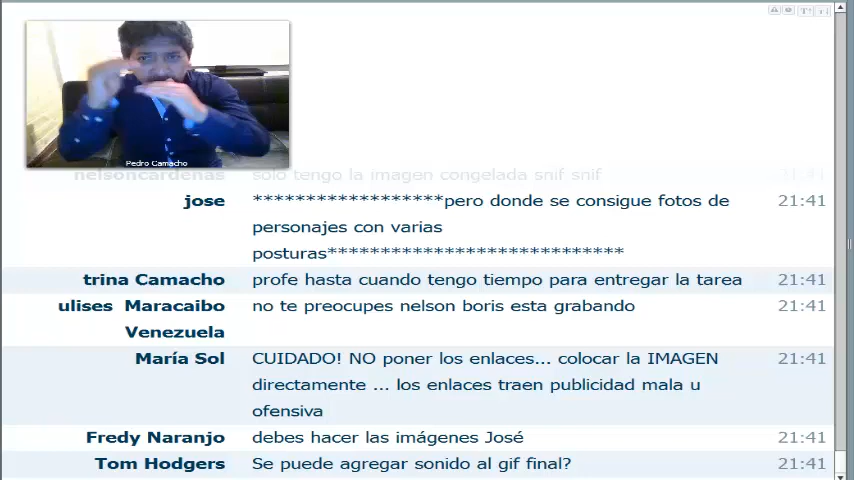 Pedro Camacho
nelsoncardenas solo tengo la imagen congelada snif snif 21:41
jose ******************pero donde se consigue fotos de 21:41
personajes con varias
posturas****************************
trina Camacho profe hasta cuando tengo tiempo para entregar la tarea 21:41
ulises Maracaibo no te preocupes nelson boris esta grabando 21:41
Venezuela
María Sol CUIDADO! NO poner los enlaces... colocar la IMAGEN 21:41
directamente ... los enlaces traen publicidad mala u
ofensiva
Fredy Naranjo debes hacer las imágenes José 21:41
Tom Hodgers Se puede agregar sonido al gif final? 21:41